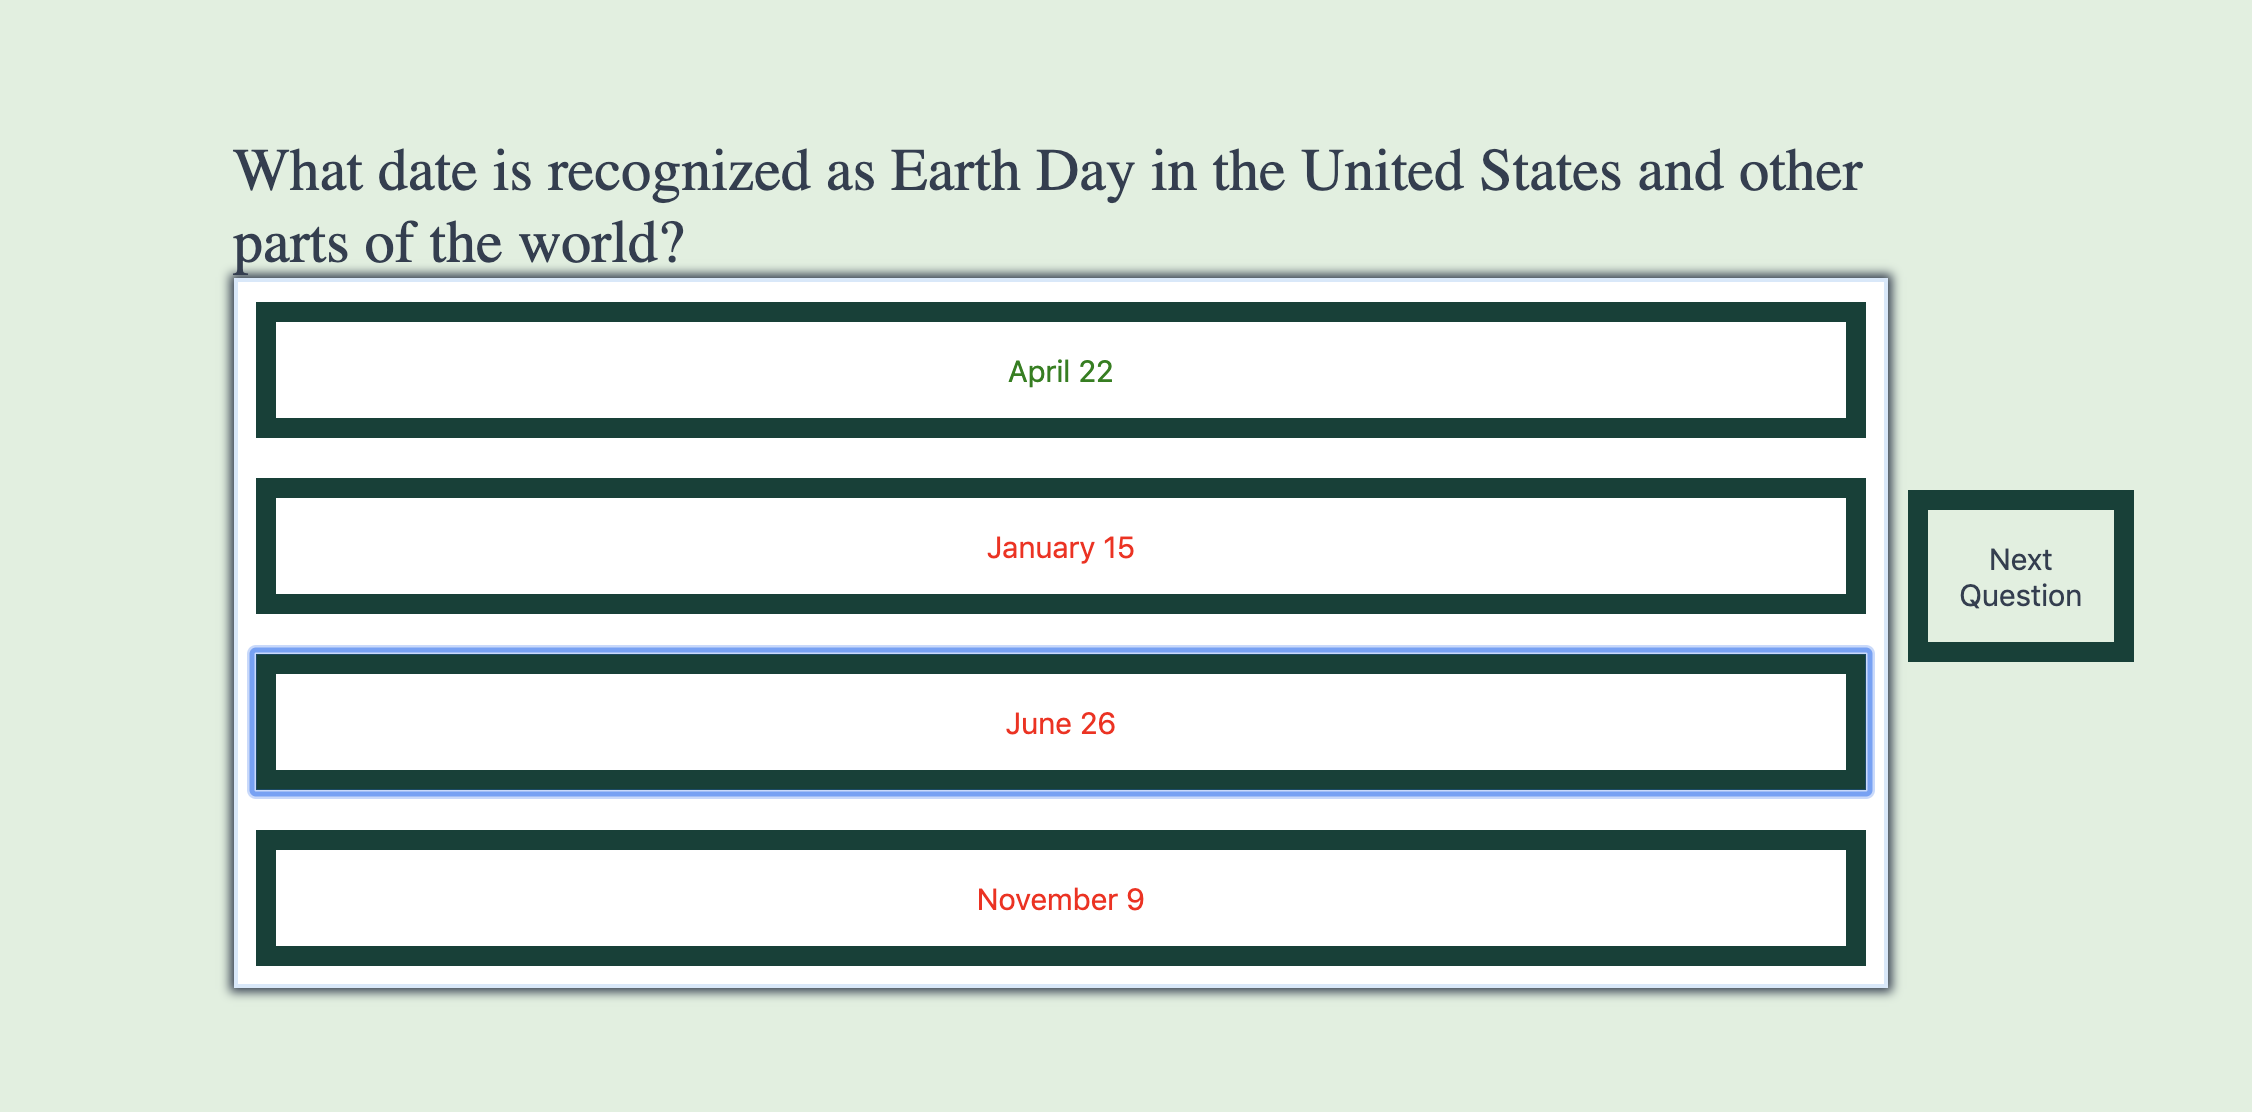 What date is recognized as Earth Day in the United States and other
parts of the world?
April 22
January 15
June 26
November 9
Next
Question